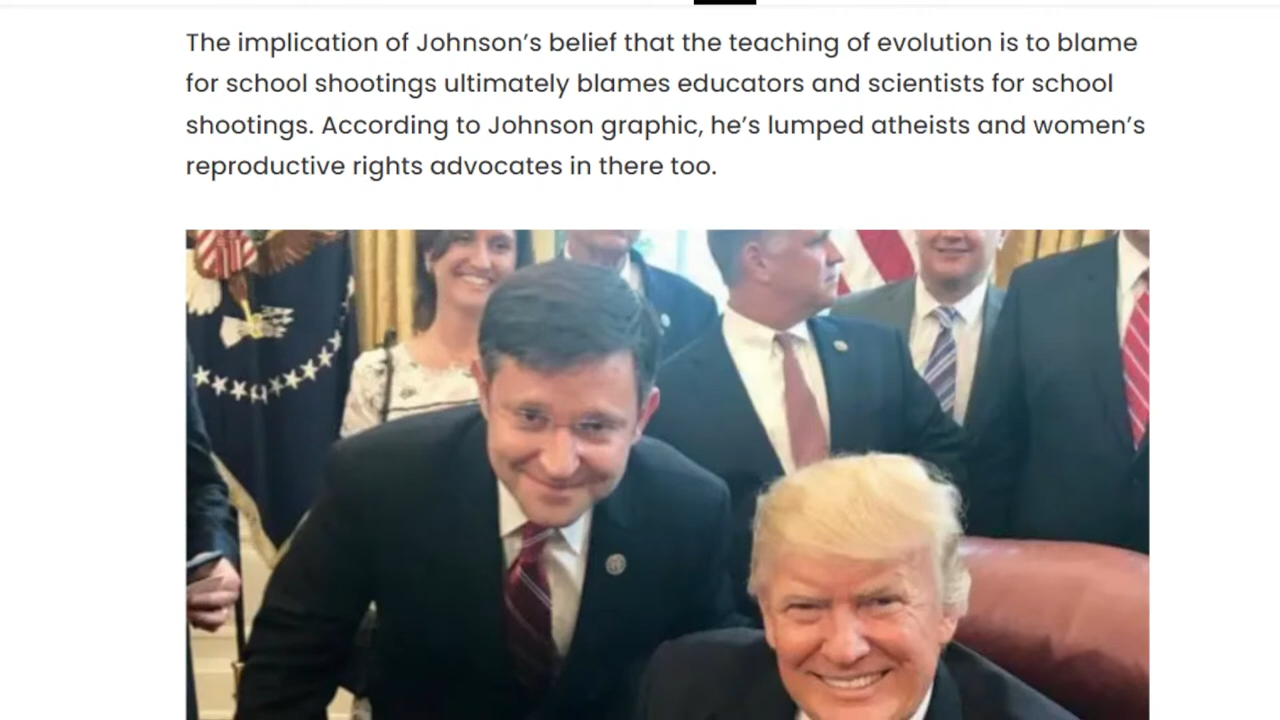 The implication of Johnson’s belief that the teaching of evolution is to blame
for school shootings ultimately blames educators and scientists for school
shootings. According to Johnson graphic, he’s lumped atheists and women’s
reproductive rights advocates in there too.